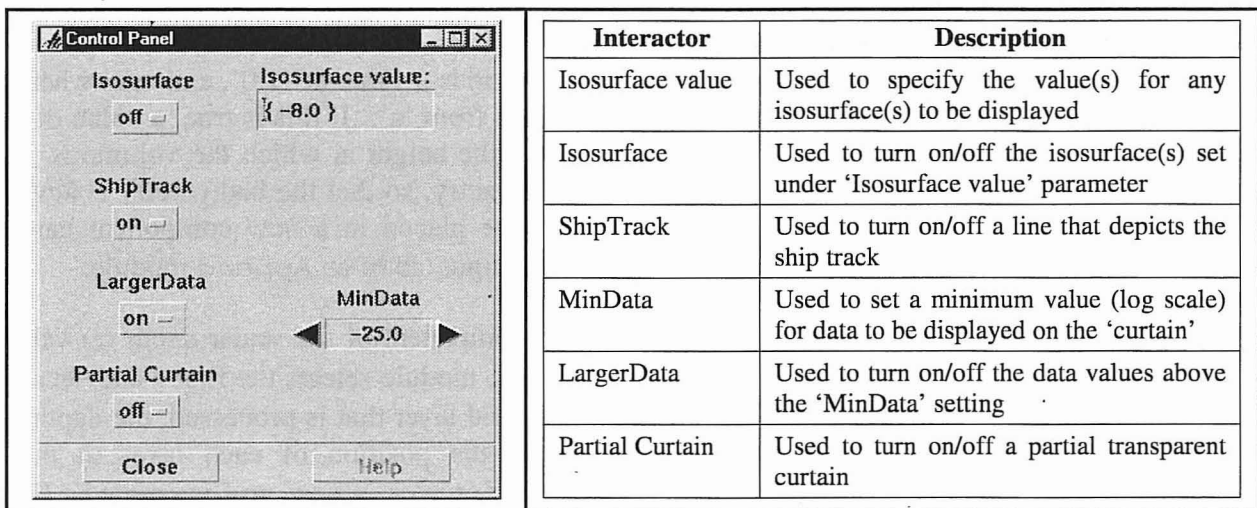 Control Panel
Isosurface
Isosurface value:
off
{ -8.0 }
ShipTrack
on
LargerData
MinData
on
-25.0
Partial Curtain
off
Close
Help
Interactor
Description
Isosurface value
Used to specify the value(s) for any
isosurface(s) to be displayed
Isosurface
Used to turn on/off the isosurface(s) set
under ‘Isosurface value’ parameter
ShipTrack
Used to turn on/off a line that depicts the
ship track
MinData
Used to set a minimum value (log scale)
for data to be displayed on the ‘curtain’
LargerData
Used to turn on/off the data values above
the ‘MinData’ setting
Partial Curtain
Used to turn on/off a partial transparent
curtain